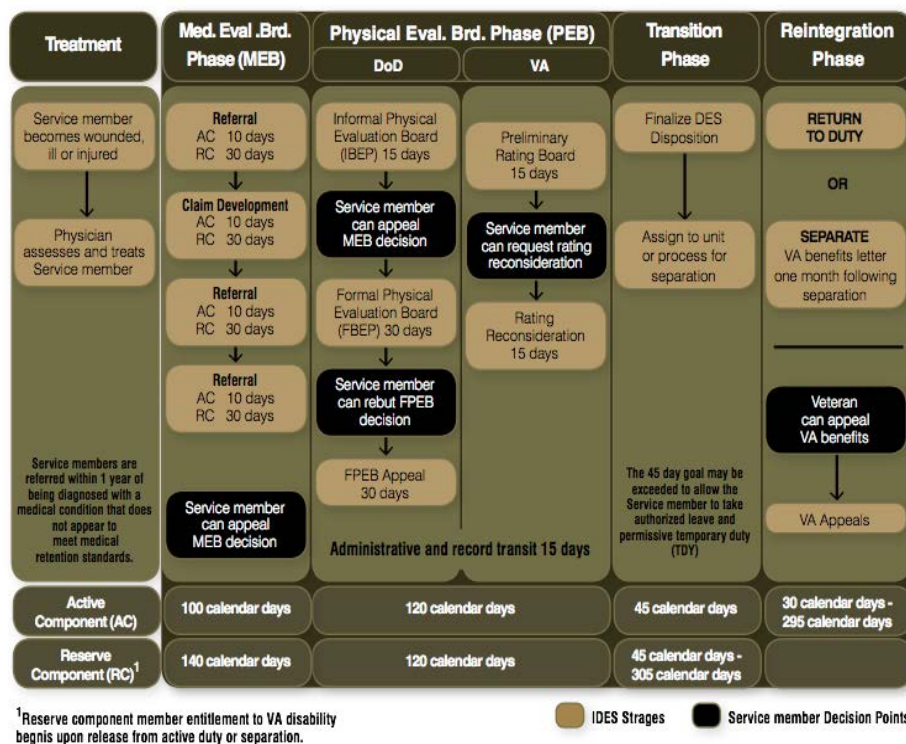 Treatment
Med. Eval .Brd.
Phase (MEB)
Physical Eval. Brd. Phase (PEB)
DoD
VA
Transition
Phase
Reintegration
Phase
Service member
becomes wounded,
ill or injured
Physician
assesses and treats
Service member
Service members are
referred within 1 year of
being diagnosed with a
medical condition that does
not appear to
meet medical
retention standards.
Referral
AC 10 days
RC 30 days
Claim Development
AC 10 days
RC 30 days
Referral
AC 10 days
RC 30 days
Referral
AC 10 days
RC 30 days
Service member
can appeal
MEB decision
Informal Physical
Evaluation Board
(IBEP) 15 days
Service member
can appeal
MEB decision
Formal Physical
Evaluation Board
(FBEP) 30 days
Service member
can rebut FPEB
decision
FPEB Appeal
30 days
Preliminary
Rating Board
15 days
Service member
can request rating
reconsideration
Rating
Reconsideration
15 days
Administrative and record transit 15 days
Finalize DES
Disposition
Assign to unit
or process for
separation
The 45 day goal may be
exceeded to allow the
Service member to take
authorized leave and
permissive temporary duty
(TDY)
RETURN
TO DUTY
OR
SEPARATE
VA benefits letter
one month following
separation
Veteran
can appeal
VA benefits
VA Appeals
Active
Component (AC)
100 calendar days
120 calendar days
45 calendar days
30 calendar days -
295 calendar days
Reserve
Component (RC)1
140 calendar days
120 calendar days
45 calendar days -
305 calendar days
1Reserve component member entitlement to VA disability
begnis upon release from active duty or separation.
IDES Strages
Service member Decision Points